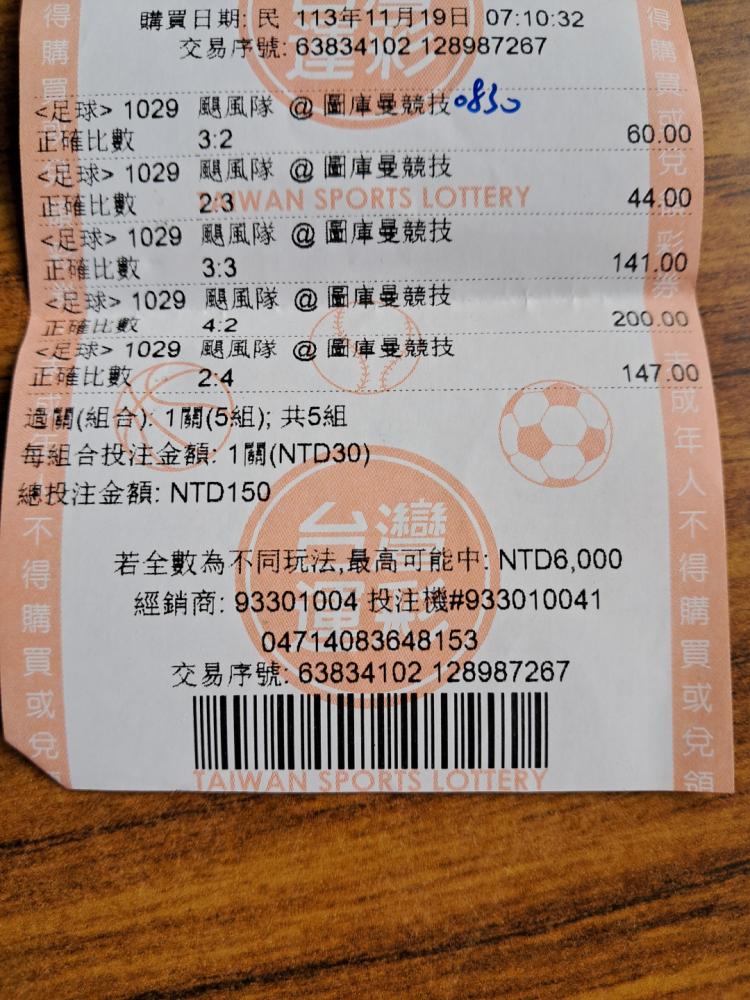 購買日期: 民 113年11月19日 07:10:32
交易序號: 63834102 128987267
<足球> 1029 颶風隊 @ 圖庫曼競技 0830
正確比數 3:2 60.00
<足球> 1029 颶風隊 @ 圖庫曼競技
TAIWAN SPORTS LOTTERY
正確比數 2:3 44.00
<足球> 1029 颶風隊 @ 圖庫曼競技
正確比數 3:3 141.00
<足球> 1029 颶風隊 @ 圖庫曼競技
正確比數 4:2 200.00
<足球> 1029 颶風隊 @ 圖庫曼競技
正確比數 2:4 147.00
過關(組合): 1關(5組); 共5組
每組合投注金額: 1關(NTD30)
總投注金額: NTD150
台灣
運彩
若全數為不同玩法,最高可能中: NTD6,000
經銷商: 93301004 投注機#933010041
04714083648153
交易序號: 63834102 128987267
TAIWAN SPORTS LOTTERY
得購買
不得購買或兌
得購買或兌
彩券
未成年人不得購買或兌領